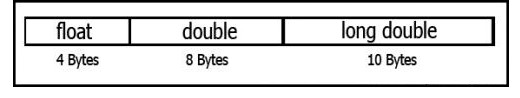 float double long double
4 Bytes 8 Bytes 10 Bytes